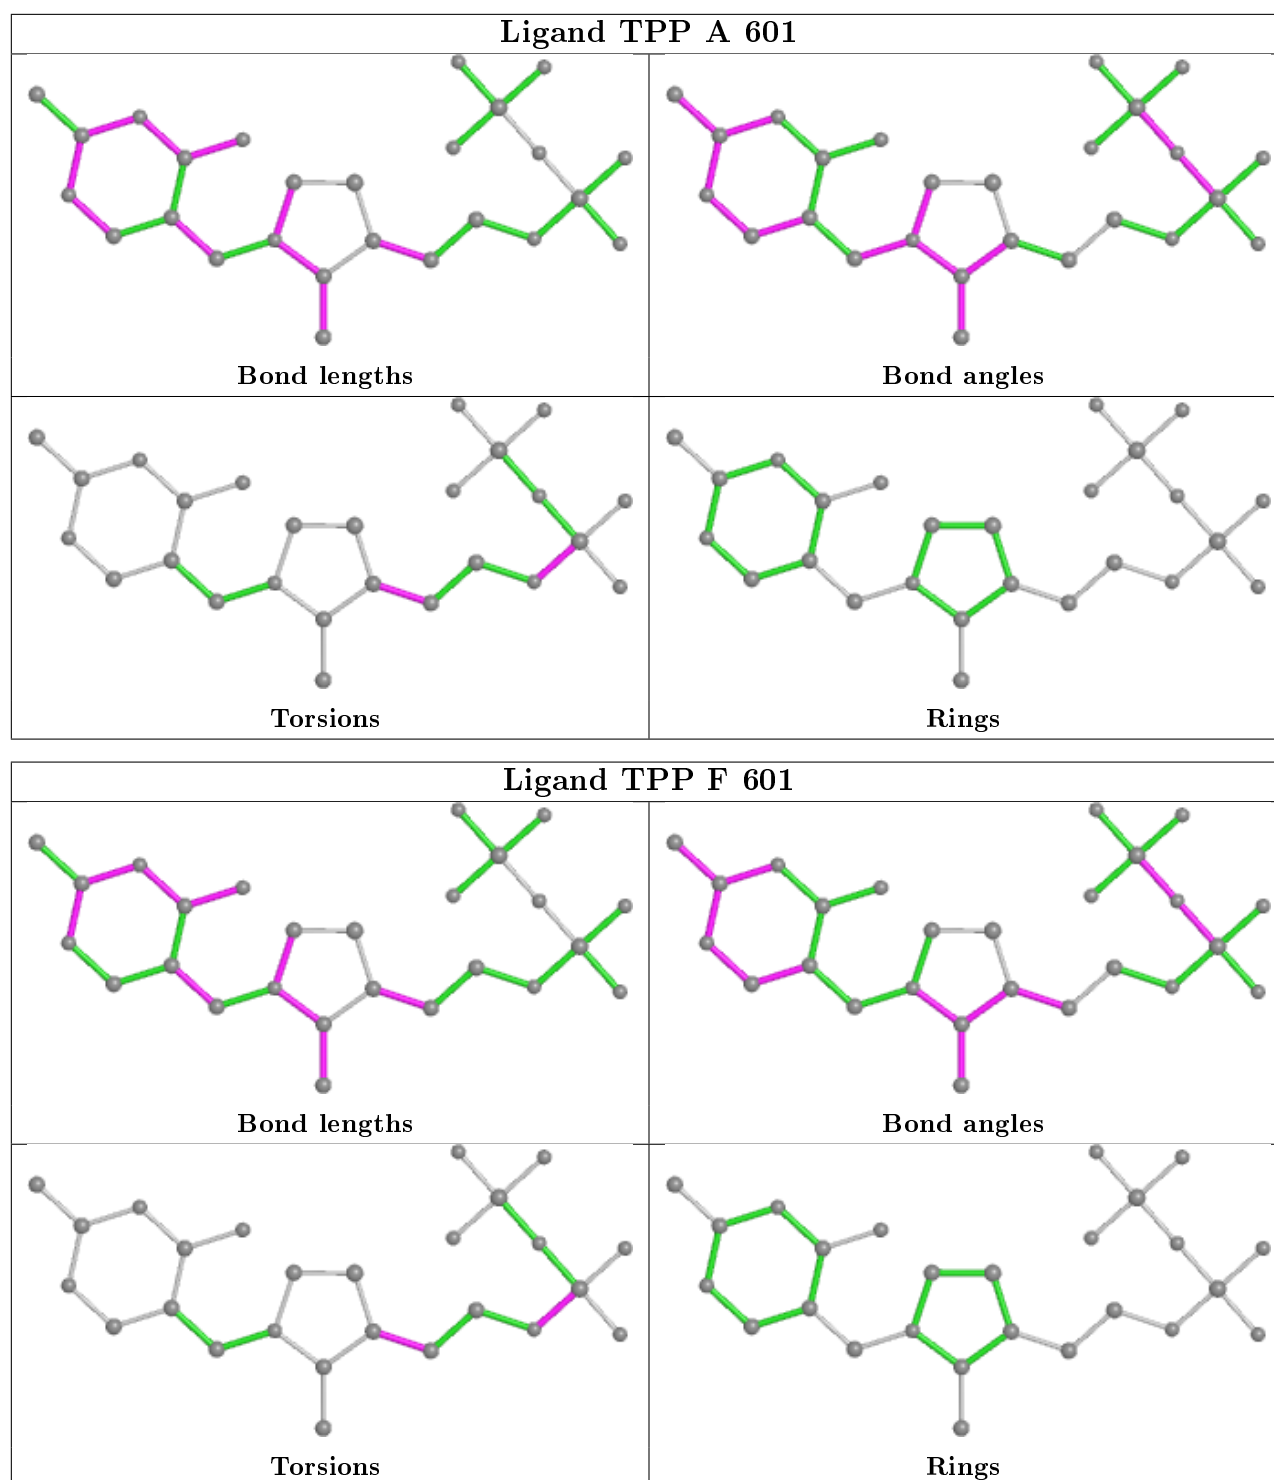 Ligand TPP A 601
Bond lengths
Bond angles
Torsions
Rings
Ligand TPP F 601
Bond lengths
Bond angles
Torsions
Rings